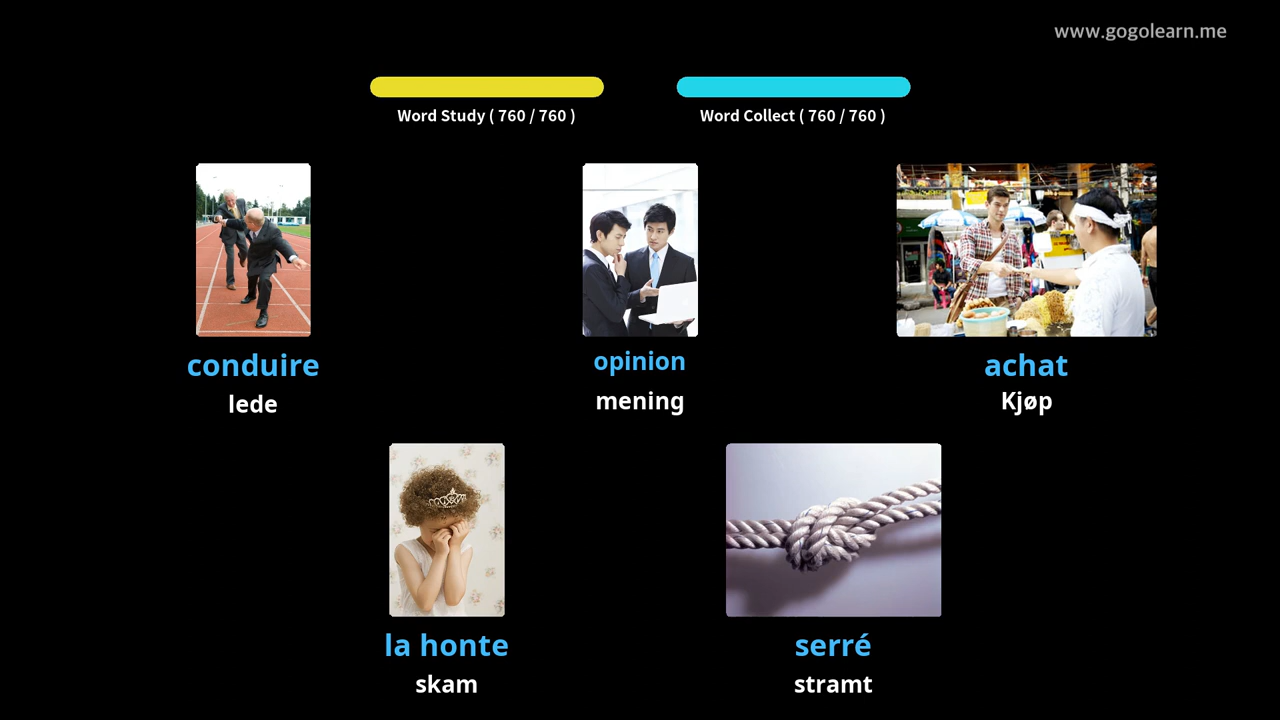 www.gogolearn.me
Word Study ( 760 / 760 )
Word Collect ( 760 / 760 )
conduire
lede
opinion
mening
achat
Kjøp
la honte
skam
serré
stramt